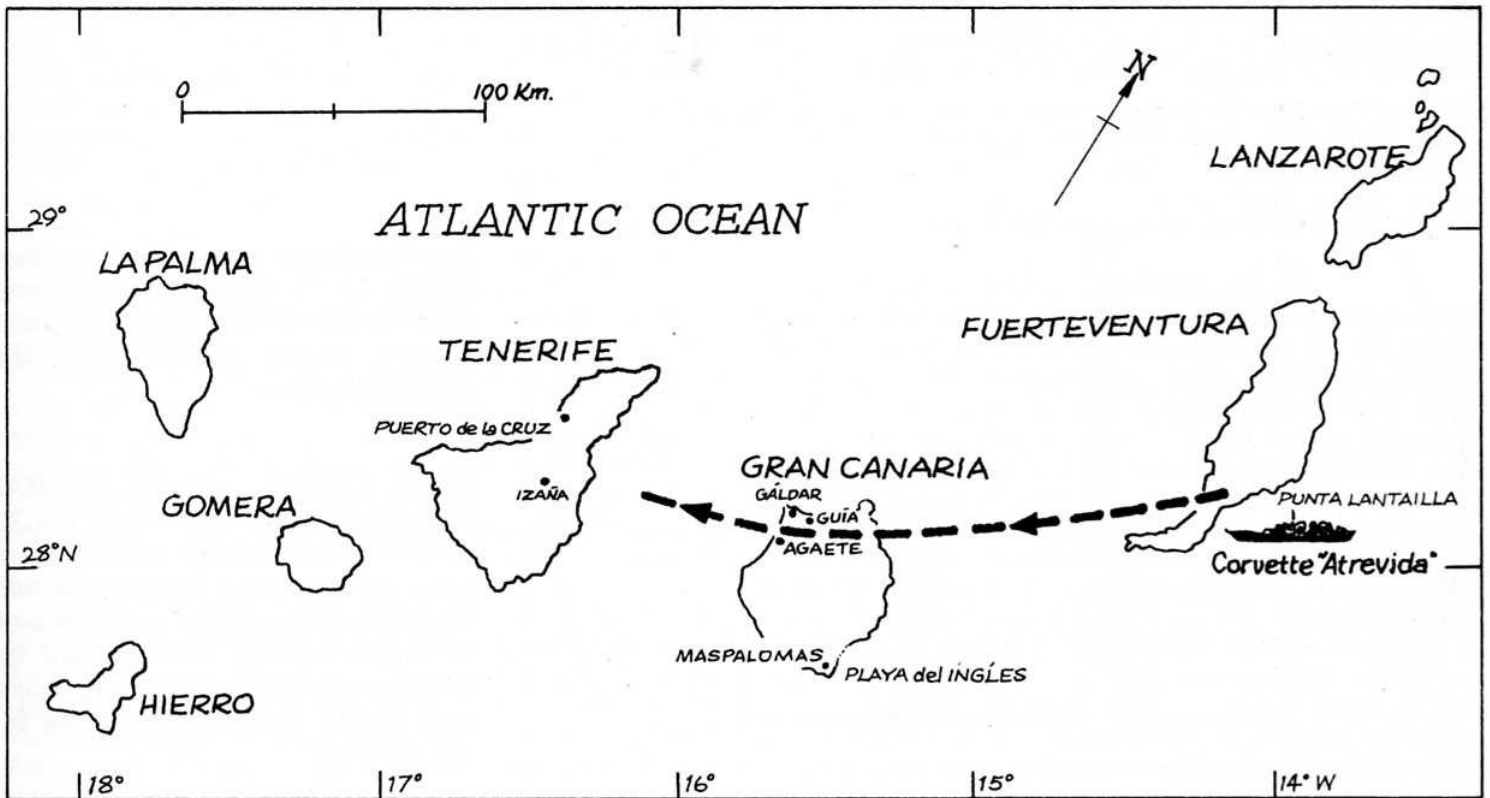 0 100 Km.
N
LANZAROTE
29°
ATLANTIC OCEAN
LA PALMA
FUERTEVENTURA
TENERIFE
PUERTO de la CRUZ
GRAN CANARIA
IZAÑA
GÁLDAR
GUÍA
PUNTA LANTAILLA
GOMERA
28°N
AGAETE
Corvette "Atrevida"
MASPALOMAS
PLAYA del INGLÉS
HIERRO
18° 17° 16° 15° 14° W